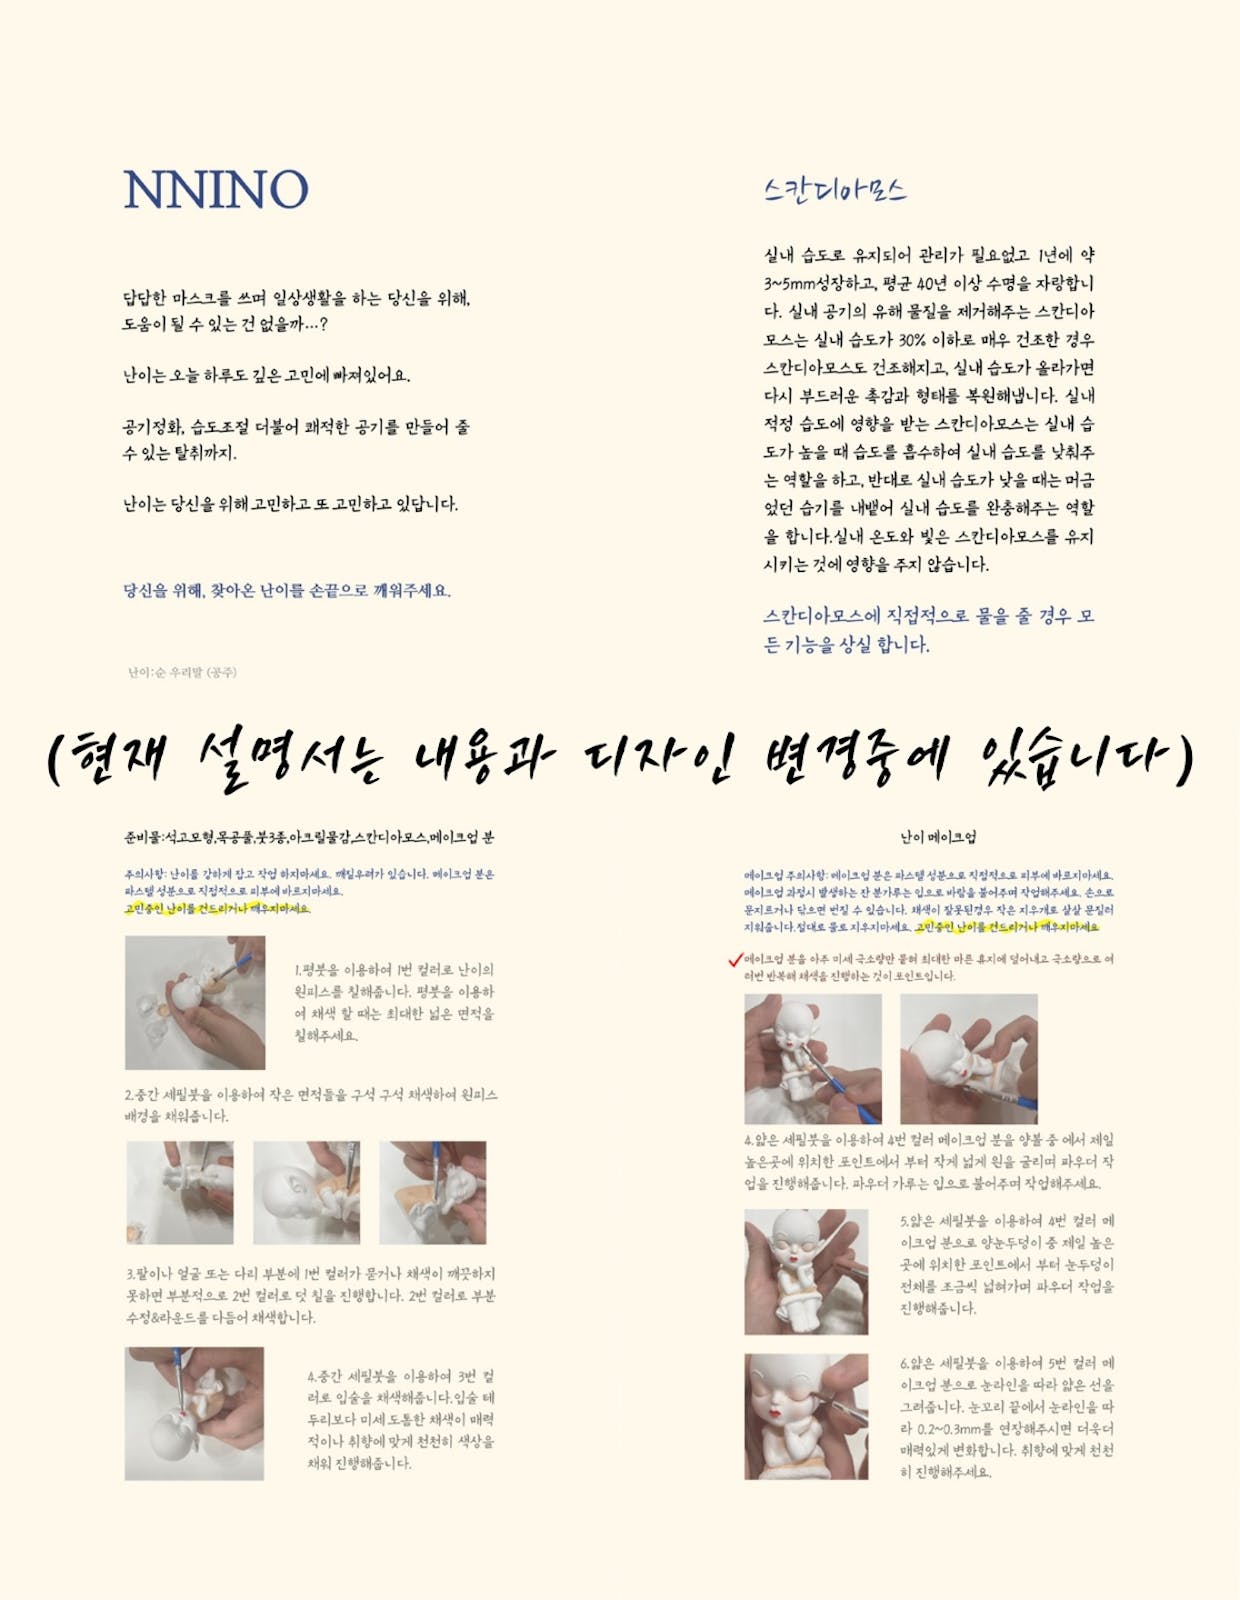 NNINO
답답한 마스크를 쓰며 일상생활을 하는 당신을 위해,
도움이 될 수 있는 건 없을까...?
난이는 오늘 하루도 깊은 고민에 빠져있어요.
공기정화, 습도조절 더불어 쾌적한 공기를 만들어 줄
수 있는 탈취까지.
난이는 당신을 위해 고민하고 또 고민하고 있답니다.
당신을 위해, 찾아온 난이를 손끝으로 깨워주세요.
난이:순 우리말 (공주)
스칸디아모스
실내 습도로 유지되어 관리가 필요없고 1년에 약
3~5mm성장하고, 평균 40년 이상 수명을 자랑합니
다. 실내 공기의 유해 물질을 제거해주는 스칸디아
모스는 실내 습도가 30% 이하로 매우 건조한 경우
스칸디아모스도 건조해지고, 실내 습도가 올라가면
다시 부드러운 촉감과 형태를 복원해냅니다. 실내
적정 습도에 영향을 받는 스칸디아모스는 실내 습
도가 높을 때 습도를 흡수하여 실내 습도를 낮춰주
는 역할을 하고, 반대로 실내 습도가 낮을 때는 머금
었던 습기를 내뱉어 실내 습도를 완충해주는 역할
을 합니다.실내 온도와 빛은 스칸디아모스를 유지
시키는 것에 영향을 주지 않습니다.
스칸디아모스에 직접적으로 물을 줄 경우 모
든 기능을 상실 합니다.
(현재 설명서는 내용과 디자인 변경중에 있습니다)
준비물:석고모형,목공풀,붓3종,아크릴물감,스칸디아모스,메이크업 분
주의사항: 난이를 강하게 잡고 작업 하지마세요. 깨질우려가 있습니다. 메이크업 분은
파스텔 성분으로 직접적으로 피부에 바르지마세요.
고민중인 난이를 건드리거나 깨우지마세요.
1.평붓을 이용하여 1번 컬러로 난이의
원피스를 칠해줍니다. 평붓을 이용하
여 채색 할 때는 최대한 넓은 면적을
칠해주세요.
2.중간 세필붓을 이용하여 작은 면적들을 구석 구석 채색하여 원피스
배경을 채워줍니다.
3.팔이나 얼굴 또는 다리 부분에 1번 컬러가 묻거나 채색이 깨끗하지
못하면 부분적으로 2번 컬러로 덧 칠을 진행합니다. 2번 컬러로 부분
수정&라운드를 다듬어 채색합니다.
4.중간 세필붓을 이용하여 3번 컬
러로 입술을 채색해줍니다.입술 테
두리보다 미세 도톰한 채색이 매력
적이나 취향에 맞게 천천히 색상을
채워 진행해줍니다.
난이 메이크업
메이크업 주의사항: 메이크업 분은 파스텔 성분으로 직접적으로 피부에 바르지마세요.
메이크업 과정시 발생하는 잔 분가루는 입으로 바람을 불어주며 작업해주세요. 손으로
문지르거나 닦으면 번질 수 있습니다. 채색이 잘못된경우 작은 지우개로 살살 문질러
지워줍니다.절대로 물로 지우지마세요. 고민중인 난이를 건드리거나 깨우지마세요
메이크업 분을 아주 미세 극소량만 묻혀 최대한 마른 휴지에 덜어내고 극소량으로 여
러번 반복해 채색을 진행하는 것이 포인트입니다.
4.얇은 세필붓을 이용하여 4번 컬러 메이크업 분을 양볼 중 에서 제일
높은곳에 위치한 포인트에서 부터 작게 넓게 원을 굴리며 파우더 작
업을 진행해줍니다. 파우더 가루는 입으로 불어주며 작업해주세요.
5.얇은 세필붓을 이용하여 4번 컬러 메
이크업 분으로 양눈두덩이 중 제일 높은
곳에 위치한 포인트에서 부터 눈두덩이
전체를 조금씩 넓혀가며 파우더 작업을
진행해줍니다.
6.얇은 세필붓을 이용하여 5번 컬러 메
이크업 분으로 눈라인을 따라 얇은 선을
그려줍니다. 눈꼬리 끝에서 눈라인을 따
라 0.2~0.3mm를 연장해주시면 더욱더
매력있게 변화합니다. 취향에 맞게 천천
히 진행해주세요.